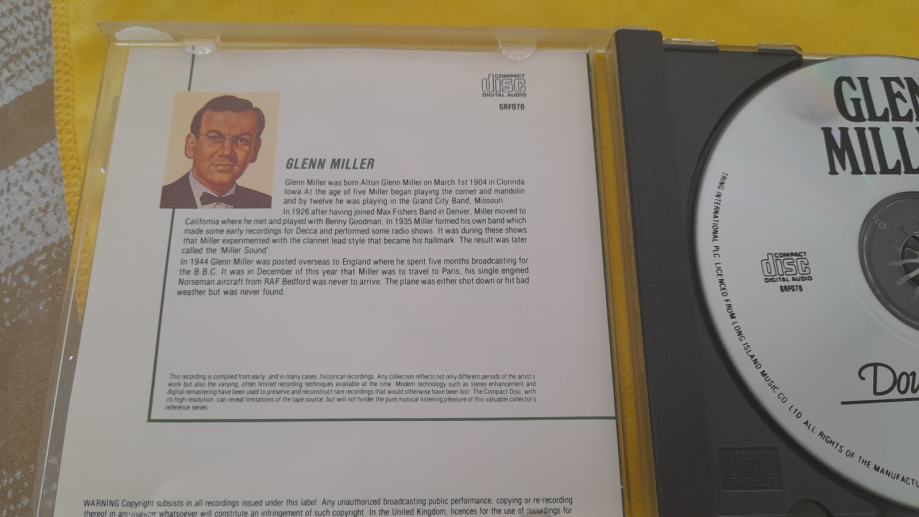 COMPACT
disc
DIGITAL AUDIO
GRF076
GLENN MILLER
Glenn Miller was born Alton Glenn Miller on March 1st 1904 in Clorinda
Iowa. At the age of five Miller began playing the cornet and mandolin
and by twelve he was playing in the Grand City Band, Missouri.
In 1926 after having joined Max Fishers Band in Denver, Miller moved to
California where he met and played with Benny Goodman. In 1935 Miller formed his own band which
made some early recordings for Decca and performed some radio shows. It was during these shows
that Miller experimented with the clarinet lead style that became his hallmark. The result was later
called the 'Miller Sound'.
In 1944 Glenn Miller was posted overseas to England where he spent five months broadcasting for
the B.B.C. It was in December of this year that Miller was to travel to Paris, his single engined
Norseman aircraft from RAF Bedford was never to arrive. The plane was either shot down or hit bad
weather but was never found.
This recording is compiled from early, and in many cases, historical recordings. Any collection reflects not only different periods of the artist's
work but also the varying, often limited recording techniques available at the time. Modern technology such as stereo enhancement and
digital remastering have been used to preserve and reconstruct rare recordings that would otherwise have been lost. The Compact Disc, with
its high resolution, can reveal limitations of the tape source, but will not hinder the pure musical listening pleasure of this valuable collector's
reference series.
WARNING Copyright subsists in all recordings issued under this label. Any unauthorized broadcasting public performance, copying or re-recording
thereof in any manner whatsoever will constitute an infringement of such copyright. In the United Kingdom, licences for the use of recordings for
GLEN
MILL
TRING INTERNATIONAL PLC LICENCED FROM LONG ISLAND MUSIC CO. LTD. ALL RIGHTS OF THE MANUFACTU
COMPACT
disc
DIGITAL AUDIO
GRF076
Dow